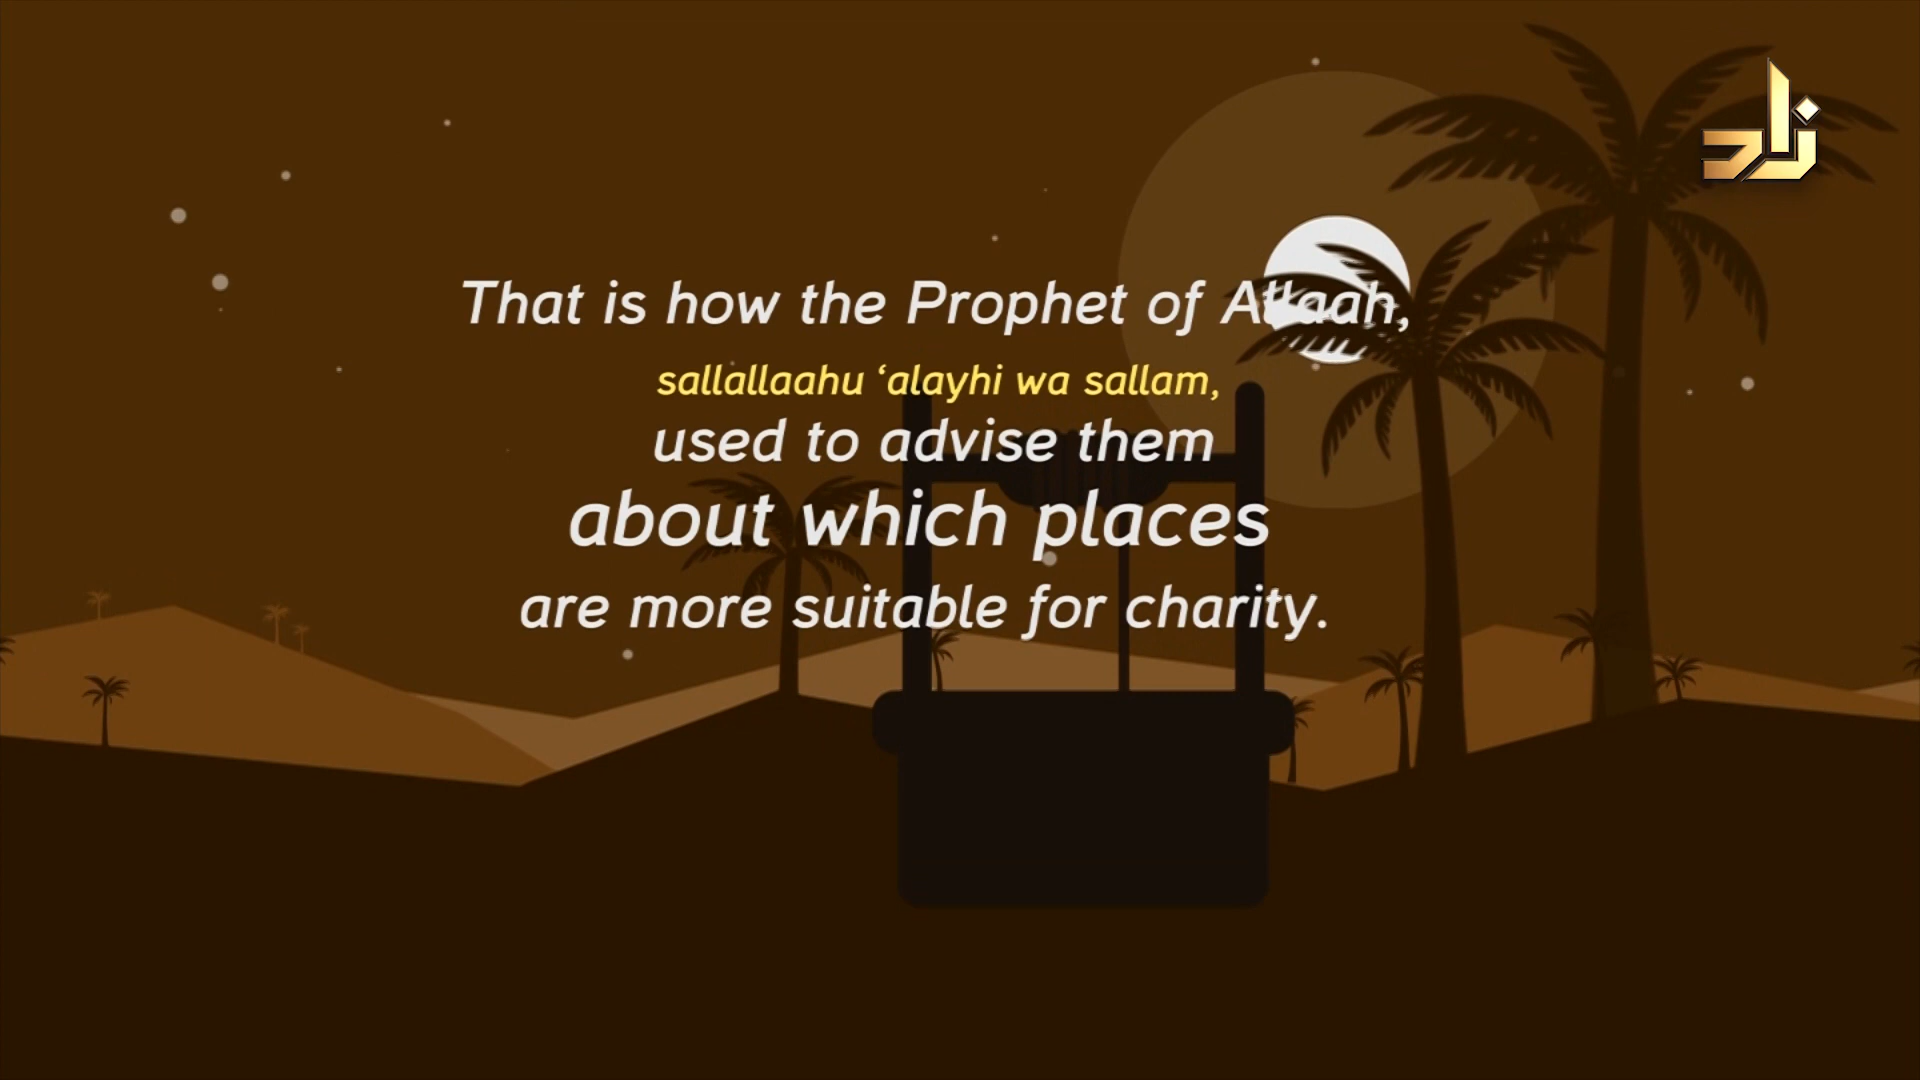 زاد
That is how the Prophet of Allaah,
sallallaahu ‘alayhi wa sallam,
used to advise them
about which places
are more suitable for charity.